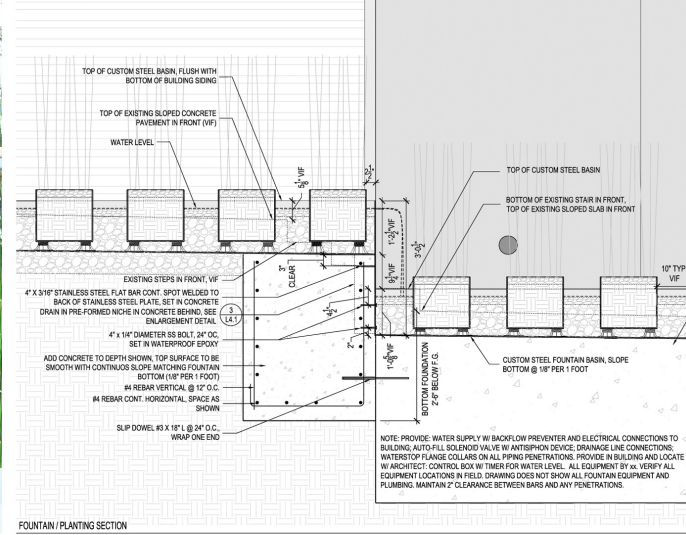 TOP OF CUSTOM STEEL BASIN, FLUSH WITH
BOTTOM OF BUILDING SIDING
TOP OF EXISTING SLOPED CONCRETE
PAVEMENT IN FRONT (VIF)
WATER LEVEL
5 1/8" VIF
TOP OF CUSTOM STEEL BASIN
BOTTOM OF EXISTING STAIR IN FRONT,
TOP OF EXISTING SLOPED SLAB IN FRONT
1'-2 1/2" VIF
3'-0 1/2"
9 1/4" VIF
10" TYP
VIF
EXISTING STEPS IN FRONT, VIF
3"
CLEAR
4" X 3/16" STAINLESS STEEL FLAT BAR CONT. SPOT WELDED TO
BACK OF STAINLESS STEEL PLATE, SET IN CONCRETE
DRAIN IN PRE-FORMED NICHE IN CONCRETE BEHIND, SEE
ENLARGEMENT DETAIL
3
L4.1
4" x 1/4" DIAMETER SS BOLT, 24" OC,
SET IN WATERPROOF EPOXY
4 1/2"
2"
1'-0 5/8" VIF
ADD CONCRETE TO DEPTH SHOWN, TOP SURFACE TO BE
SMOOTH WITH CONTINUOS SLOPE MATCHING FOUNTAIN
BOTTOM (1/8" PER 1 FOOT)
#4 REBAR VERTICAL @ 12" O.C.
#4 REBAR CONT. HORIZONTAL, SPACE AS
SHOWN
SLIP DOWEL #3 X 18" L @ 24" O.C.,
WRAP ONE END
BOTTOM FOUNDATION
2'-6" BELOW F.G.
CUSTOM STEEL FOUNTAIN BASIN, SLOPE
BOTTOM @ 1/8" PER 1 FOOT
NOTE: PROVIDE: WATER SUPPLY W/ BACKFLOW PREVENTER AND ELECTRICAL CONNECTIONS TO
BUILDING; AUTO-FILL SOLENOID VALVE W/ ANTISIPHON DEVICE; DRAINAGE LINE CONNECTIONS;
WATERSTOP FLANGE COLLARS ON ALL PIPING PENETRATIONS. PROVIDE IN BUILDING AND LOCATE
W/ ARCHITECT: CONTROL BOX W/ TIMER FOR WATER LEVEL. ALL EQUIPMENT BY xx. VERIFY ALL
EQUIPMENT LOCATIONS IN FIELD. DRAWING DOES NOT SHOW ALL FOUNTAIN EQUIPMENT AND
PLUMBING. MAINTAIN 2" CLEARANCE BETWEEN BARS AND ANY PENETRATIONS.
FOUNTAIN / PLANTING SECTION